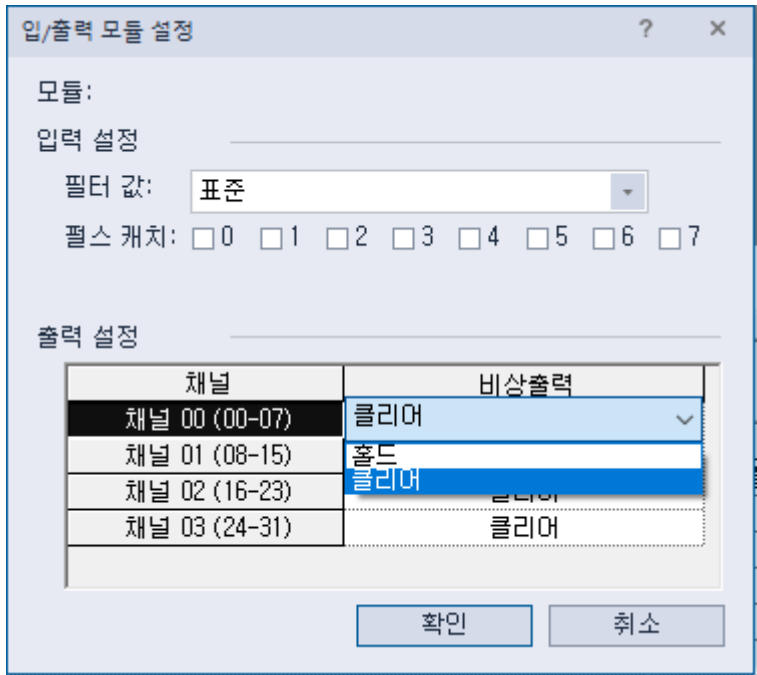 입/출력 모듈 설정
모듈:
입력 설정
필터 값: 표준
펄스 캐치: 0 1 2 3 4 5 6 7
출력 설정
채널 비상출력
채널 00 (00-07) 클리어
채널 01 (08-15) 홀드
클리어
채널 02 (16-23) 클리어
채널 03 (24-31) 클리어
확인 취소